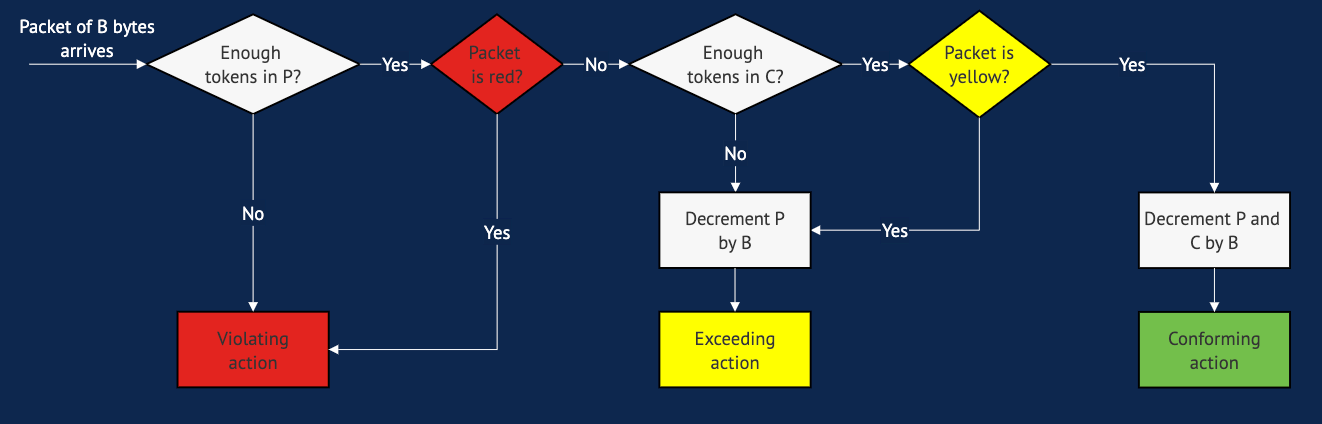 Packet of B bytes
arrives
Enough
tokens in P?
Yes
Packet
is red?
No
Enough
tokens in C?
Yes
Packet is
yellow?
Yes
No
No
Yes
Decrement P
by B
Yes
Decrement P and
C by B
Violating
action
Exceeding
action
Conforming
action